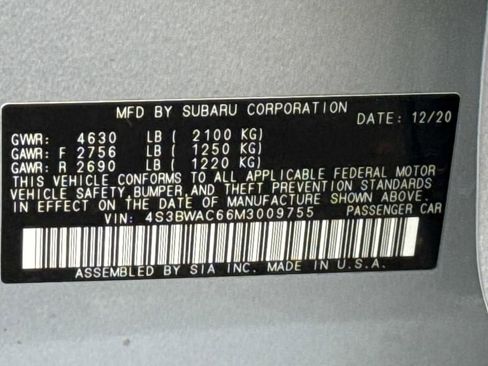 MFD BY SUBARU CORPORATION DATE: 12/20
GVWR: 4630 LB ( 2100 KG)
GAWR: F 2756 LB ( 1250 KG)
GAWR: R 2690 LB ( 1220 KG)
THIS VEHICLE CONFORMS TO ALL APPLICABLE FEDERAL MOTOR
VEHICLE SAFETY, BUMPER, AND THEFT PREVENTION STANDARDS
IN EFFECT ON THE DATE OF MANUFACTURE SHOWN ABOVE.
VIN: 4S3BWAC66M3009755 PASSENGER CAR
ASSEMBLED BY SIA INC. MADE IN U.S.A.